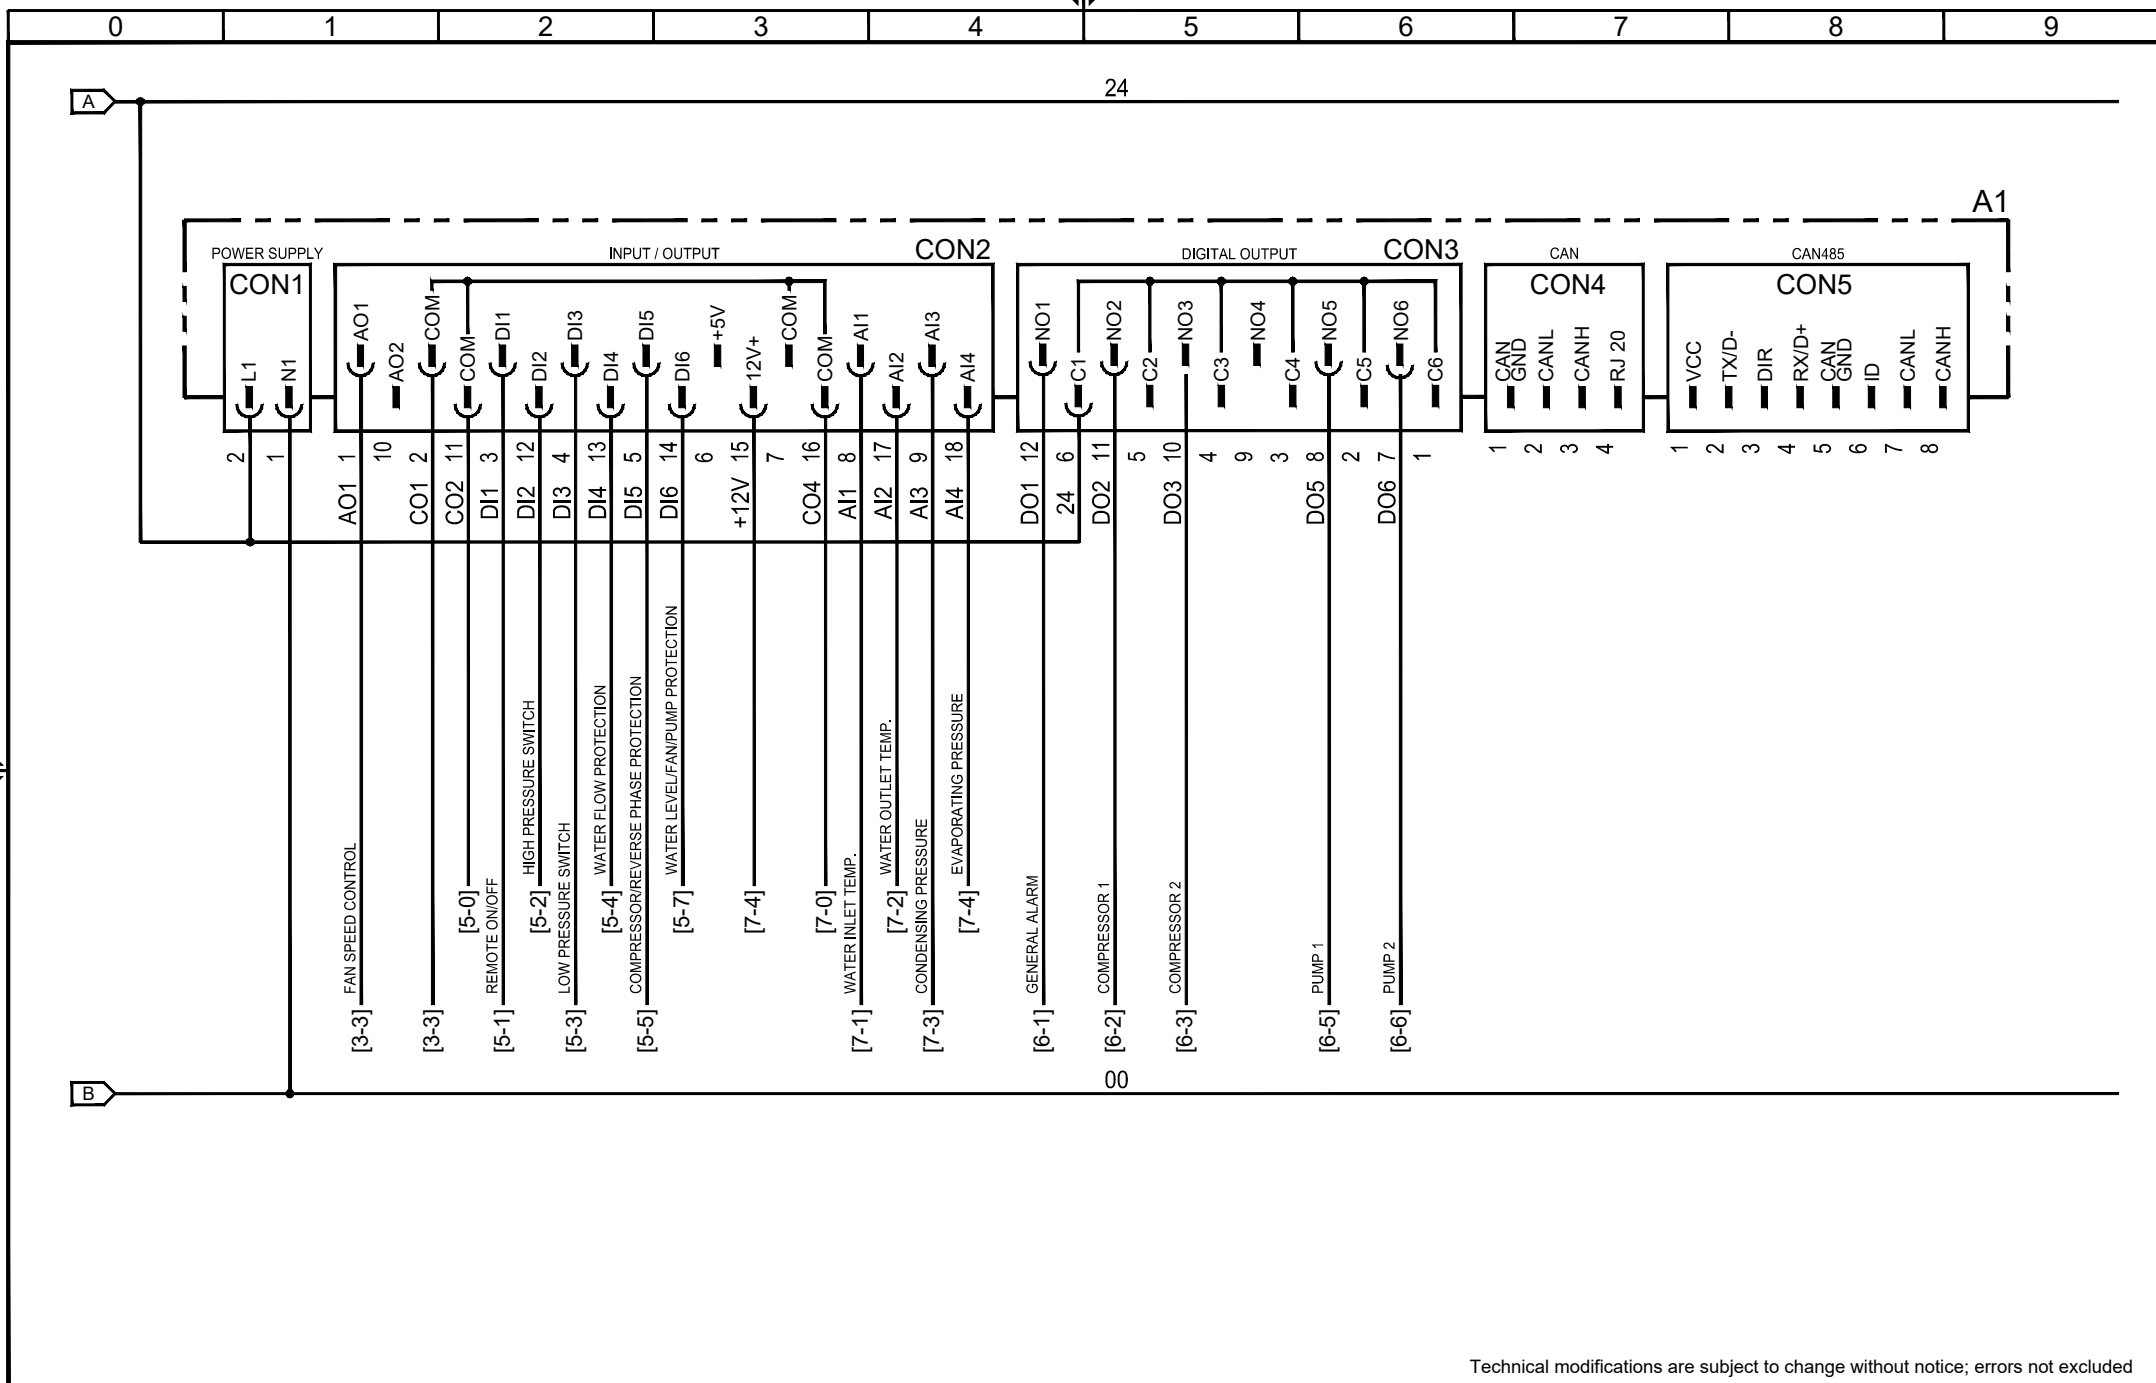 0 1 2 3 4 5 6 7 8 9
A 24
A1
POWER SUPPLY INPUT / OUTPUT CON2 DIGITAL OUTPUT CON3 CAN CAN485
CON1 CON4 CON5
L1
N1
AO1
AO2
COM
COM
DI1
DI2
DI3
DI4
DI5
DI6
+5V
12V+
COM
COM
AI1
AI2
AI3
AI4
NO1
C1
NO2
C2
NO3
C3
NO4
C4
NO5
C5
NO6
C6
CAN
GND
CANL
CANH
RJ 20
VCC
TX/D-
DIR
RX/D+
CAN
GND
ID
CANL
CANH
2 1 1 10 2 11 3 12 4 13 5 14 6 15 7 16 8 17 9 18 12 6 11 5 10 4 9 3 8 2 7 1 1 2 3 4 1 2 3 4 5 6 7 8
AO1 CO1 CO2 DI1 DI2 DI3 DI4 DI5 DI6 +12V CO4 AI1 AI2 AI3 AI4 DO1 24 DO2 DO3 DO5 DO6
FAN SPEED CONTROL
REMOTE ON/OFF
HIGH PRESSURE SWITCH
LOW PRESSURE SWITCH
WATER FLOW PROTECTION
COMPRESSOR/REVERSE PHASE PROTECTION
WATER LEVEL/FAN/PUMP PROTECTION
WATER INLET TEMP.
WATER OUTLET TEMP.
CONDENSING PRESSURE
EVAPORATING PRESSURE
GENERAL ALARM
COMPRESSOR 1
COMPRESSOR 2
PUMP 1
PUMP 2
[5-0] [5-2] [5-4] [5-7] [7-4] [7-0] [7-2] [7-4]
[3-3] [3-3] [5-1] [5-3] [5-5] [7-1] [7-3] [6-1] [6-2] [6-3] [6-5] [6-6]
B 00
Technical modifications are subject to change without notice; errors not excluded